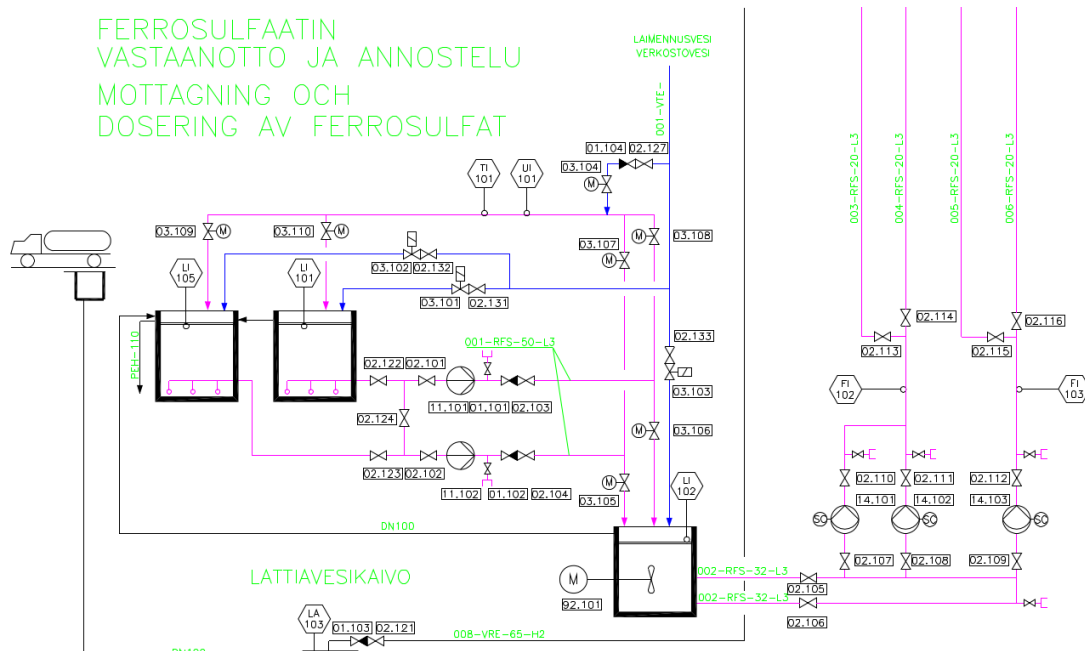 FERROSULFAATIN
VASTAANOTTO JA ANNOSTELU
MOTTAGNING OCH
DOSERING AV FERROSULFAT
LAIMENNUSVESI
VERKOSTOVESI
001-VTE-
003-RFS-20-L3
004-RFS-20-L3
005-RFS-20-L3
006-RFS-20-L3
01.104 02.127
03.104
M
TI
101
UI
101
03.109
M
03.110
M
03.107
M
M
03.108
03.102 02.132
03.101 02.131
LI
105
LI
101
PEH-110
001-RFS-50-L3
02.133
03.103
02.114
02.116
02.113
02.115
FI
102
FI
103
02.122 02.101
11.101 01.101 02.103
02.124
M
03.106
02.123 02.102
11.102 01.102 02.104
M
03.105
LI
102
02.110
02.111
02.112
14.101
14.102
14.103
SC
SC
SC
02.107
02.108
02.109
DN100
LATTIAVESIKAIVO
M
92.101
002-RFS-32-L3
02.105
002-RFS-32-L3
02.106
LA
103
01.103 02.121
008-VRE-65-H2